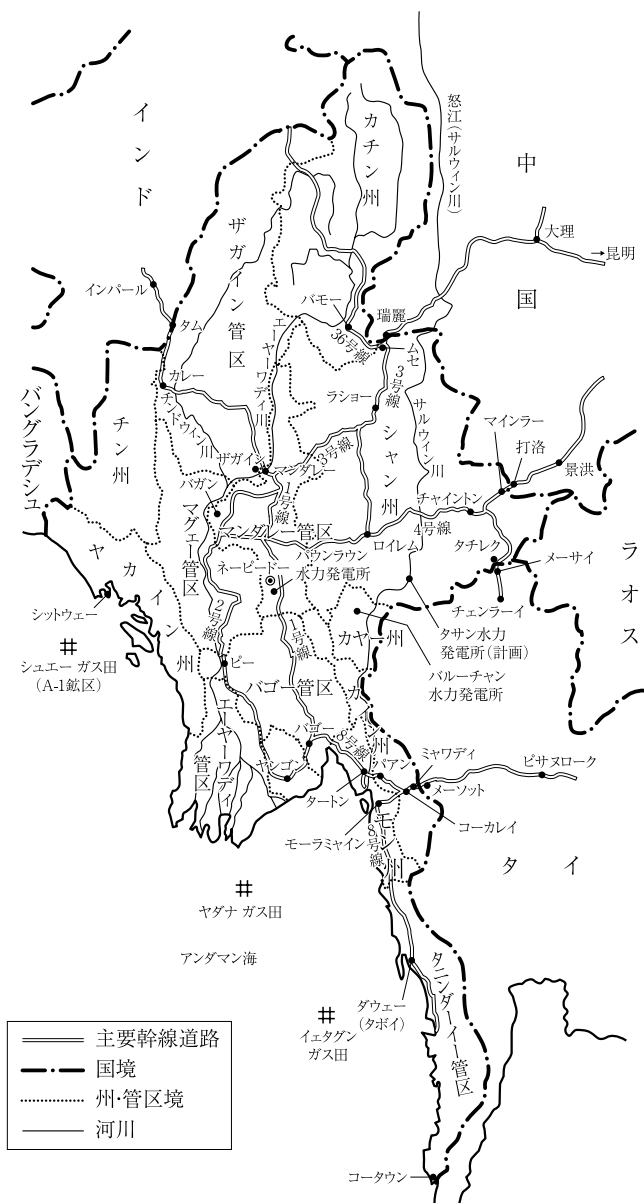 インド
カチン州
怒江(サルウィン川)
中国
大理
→昆明
ザガイン管区
インパール
タム
バモー
瑞麗
36号線
ムセ
カレー
エーヤーワディ川
3号線
バングラデシュ
チン州
チンドウィン川
ラショー
サルウィン川
マインラー
打洛
景洪
ザガイン
マンダレー
3号線
シャン州
バガン
1号線
チャイントン
マグェー管区
マンダレー管区
4号線
ロイレム
タチレク
ラオス
ヤカイン州
パウンラウン
水力発電所
ネーピードー
メーサイ
シットウェー
2号線
チェンラーイ
シュエー ガス田
(A-1鉱区)
1号線
カヤー州
タサン水力
発電所(計画)
ピー
バルーチャン
水力発電所
バゴー管区
カイン州
エーヤーワディ管区
バゴー
8号線
ヤンゴン
パアン
ミャワディ
ピサヌローク
タートン
メーソット
コーカレイ
モーラミャイン
8号線
モン州
タイ
ヤダナ ガス田
アンダマン海
ダウェー
(タボイ)
イェタグン
ガス田
タニンダーイー管区
コータウン
主要幹線道路
国境
州・管区境
河川